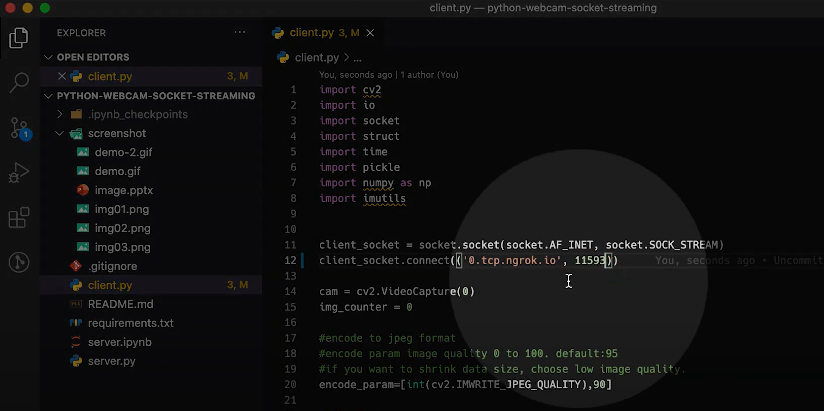 client.py — python-webcam-socket-streaming
EXPLORER
...
client.py 3, M
OPEN EDITORS
client.py 3, M
PYTHON-WEBCAM-SOCKET-STREAMING
.ipynb_checkpoints
screenshot
demo-2.gif
demo.gif
image.pptx
img01.png
img02.png
img03.png
.gitignore
client.py 3, M
README.md
requirements.txt
server.ipynb
server.py
1
client.py > ...
You, seconds ago | 1 author (You)
1 import cv2
2 import io
3 import socket
4 import struct
5 import time
6 import pickle
7 import numpy as np
8 import imutils
9
10
11 client_socket = socket.socket(socket.AF_INET, socket.SOCK_STREAM)
12 client_socket.connect(('0.tcp.ngrok.io', 11593)) You, seconds ago • Uncommit
13
14 cam = cv2.VideoCapture(0)
15 img_counter = 0
16
17 #encode to jpeg format
18 #encode param image quality 0 to 100. default:95
19 #if you want to shrink data size, choose low image quality.
20 encode_param=[int(cv2.IMWRITE_JPEG_QUALITY),90]
21